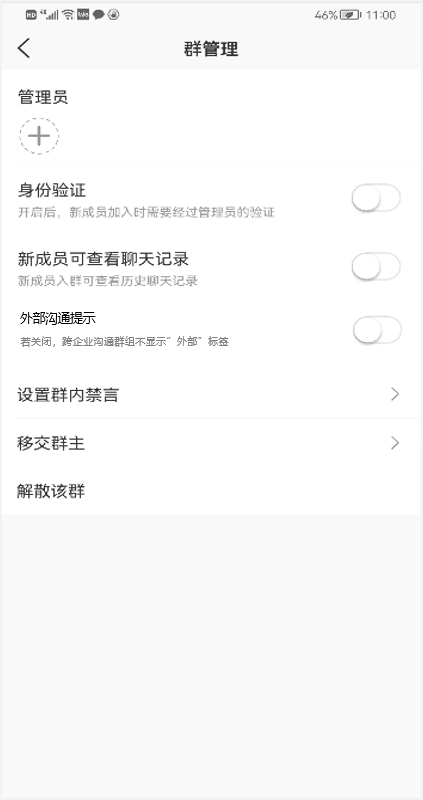 HD 4G 46% 11:00
群管理
管理员
身份验证
开启后，新成员加入时需要经过管理员的验证
新成员可查看聊天记录
新成员入群可查看历史聊天记录
外部沟通提示
若关闭，跨企业沟通群组不显示”外部”标签
设置群内禁言
移交群主
解散该群